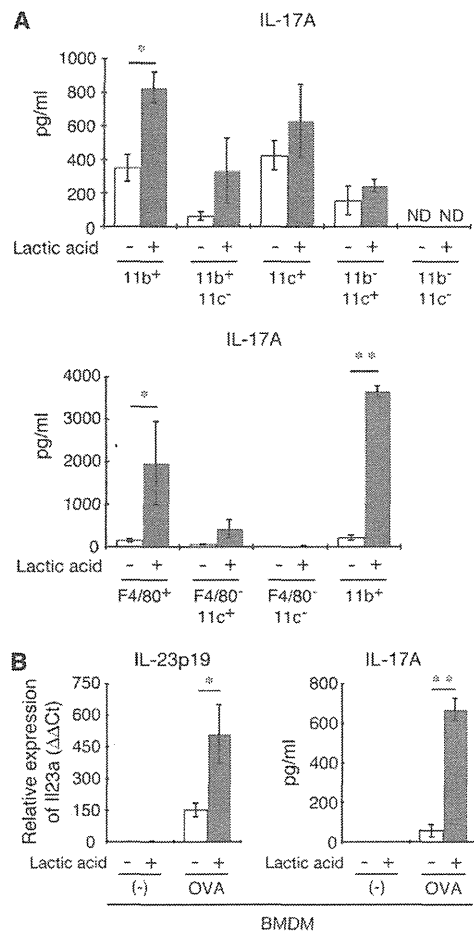 A
IL-17A
pg/ml
1000
800
600
400
200
0
*
ND ND
Lactic acid - + - + - + - + - +
11b+ 11b+ 11c- 11c+ 11b- 11c+ 11b- 11c-
IL-17A
pg/ml
4000
3000
2000
1000
0
*
**
Lactic acid - + - + - + - +
F4/80+ F4/80- 11c+ F4/80- 11c- 11b+
B
IL-23p19
Relative expression of Il23a (ΔΔCt)
750
600
450
300
150
0
*
Lactic acid - + - +
(-) OVA
IL-17A
pg/ml
800
600
400
200
0
**
Lactic acid - + - +
(-) OVA
BMDM